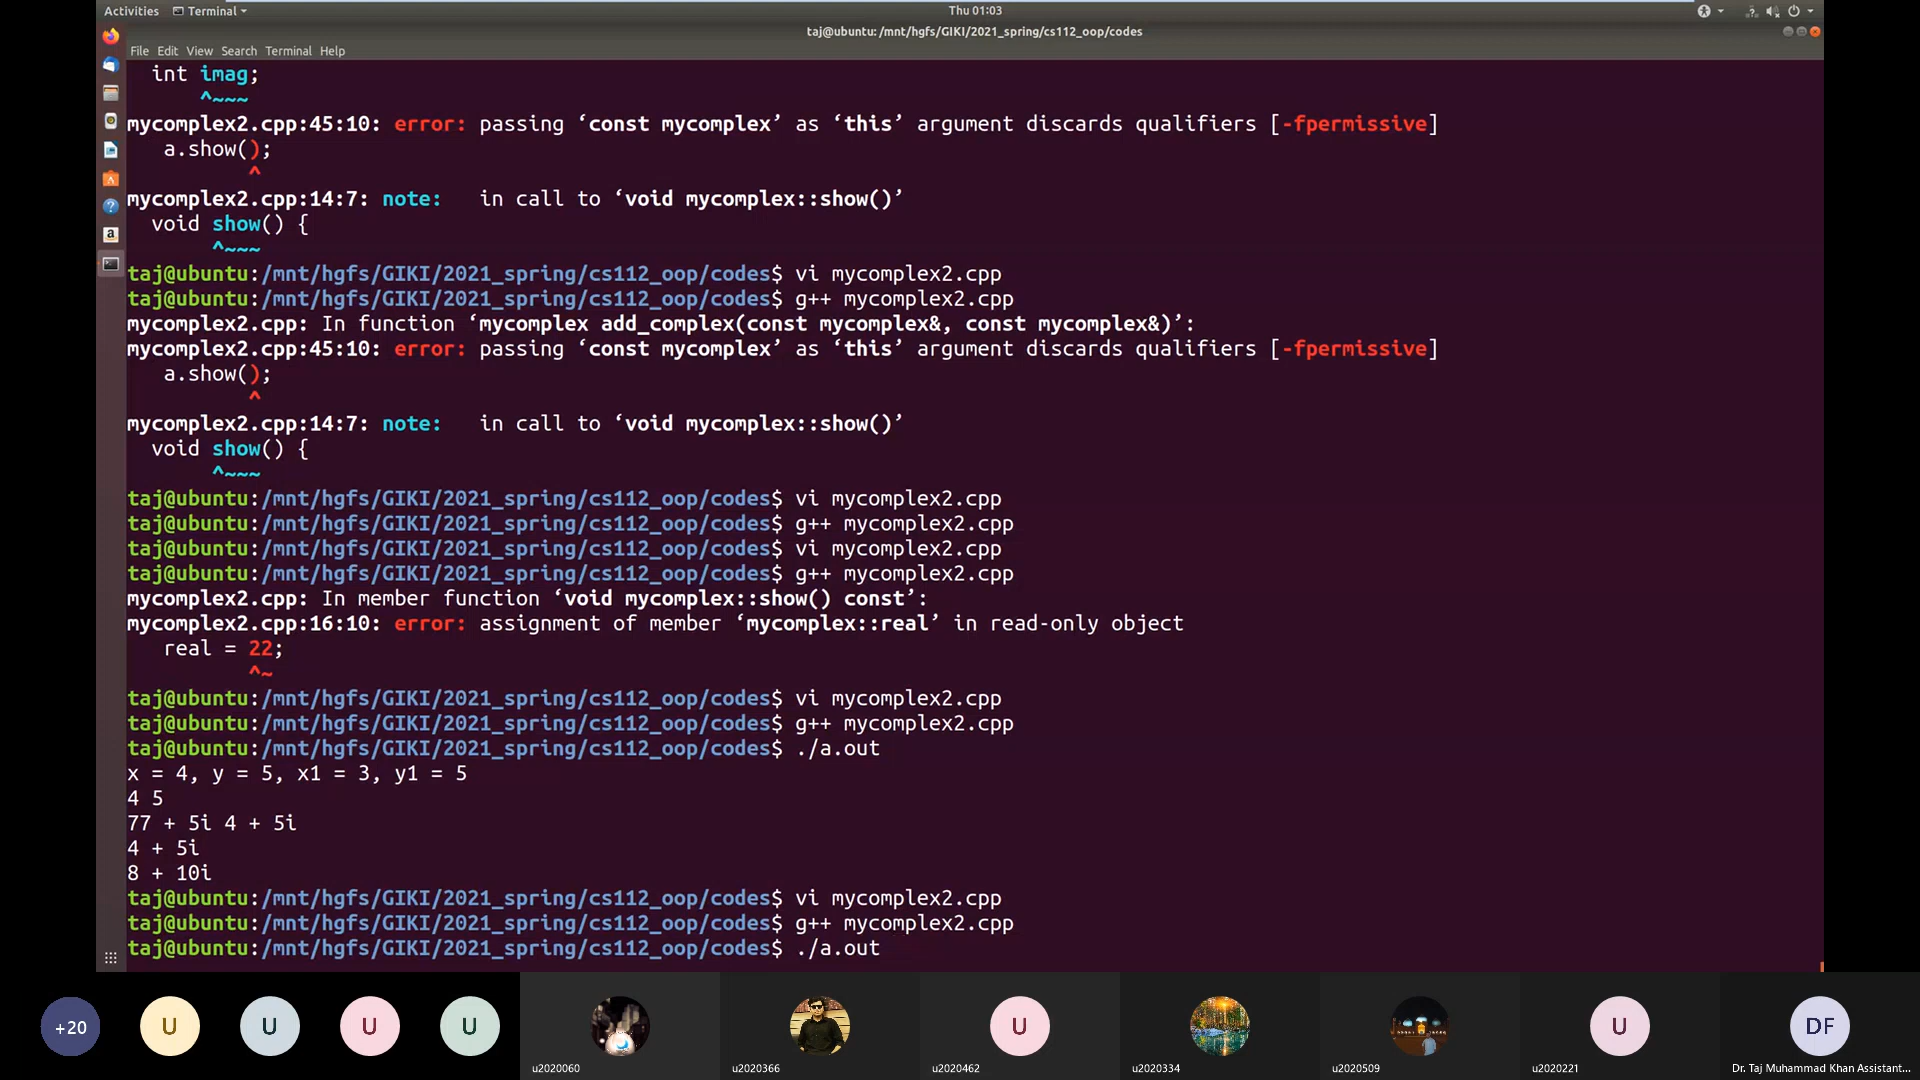 Activities Terminal Thu 01:03
taj@ubuntu: /mnt/hgfs/GIKI/2021_spring/cs112_oop/codes
File Edit View Search Terminal Help
int imag;
^~~~
mycomplex2.cpp:45:10: error: passing ‘const mycomplex’ as ‘this’ argument discards qualifiers [-fpermissive]
a.show();
^
mycomplex2.cpp:14:7: note: in call to ‘void mycomplex::show()’
void show() {
^~~~
taj@ubuntu:/mnt/hgfs/GIKI/2021_spring/cs112_oop/codes$ vi mycomplex2.cpp
taj@ubuntu:/mnt/hgfs/GIKI/2021_spring/cs112_oop/codes$ g++ mycomplex2.cpp
mycomplex2.cpp: In function ‘mycomplex add_complex(const mycomplex&, const mycomplex&)’:
mycomplex2.cpp:45:10: error: passing ‘const mycomplex’ as ‘this’ argument discards qualifiers [-fpermissive]
a.show();
^
mycomplex2.cpp:14:7: note: in call to ‘void mycomplex::show()’
void show() {
^~~~
taj@ubuntu:/mnt/hgfs/GIKI/2021_spring/cs112_oop/codes$ vi mycomplex2.cpp
taj@ubuntu:/mnt/hgfs/GIKI/2021_spring/cs112_oop/codes$ g++ mycomplex2.cpp
taj@ubuntu:/mnt/hgfs/GIKI/2021_spring/cs112_oop/codes$ vi mycomplex2.cpp
taj@ubuntu:/mnt/hgfs/GIKI/2021_spring/cs112_oop/codes$ g++ mycomplex2.cpp
mycomplex2.cpp: In member function ‘void mycomplex::show() const’:
mycomplex2.cpp:16:10: error: assignment of member ‘mycomplex::real’ in read-only object
real = 22;
^~
taj@ubuntu:/mnt/hgfs/GIKI/2021_spring/cs112_oop/codes$ vi mycomplex2.cpp
taj@ubuntu:/mnt/hgfs/GIKI/2021_spring/cs112_oop/codes$ g++ mycomplex2.cpp
taj@ubuntu:/mnt/hgfs/GIKI/2021_spring/cs112_oop/codes$ ./a.out
x = 4, y = 5, x1 = 3, y1 = 5
4 5
77 + 5i 4 + 5i
4 + 5i
8 + 10i
taj@ubuntu:/mnt/hgfs/GIKI/2021_spring/cs112_oop/codes$ vi mycomplex2.cpp
taj@ubuntu:/mnt/hgfs/GIKI/2021_spring/cs112_oop/codes$ g++ mycomplex2.cpp
taj@ubuntu:/mnt/hgfs/GIKI/2021_spring/cs112_oop/codes$ ./a.out
+20 U U U U U U DF
u2020060 u2020366 u2020462 u2020334 u2020509 u2020221 Dr. Taj Muhammad Khan Assistant...